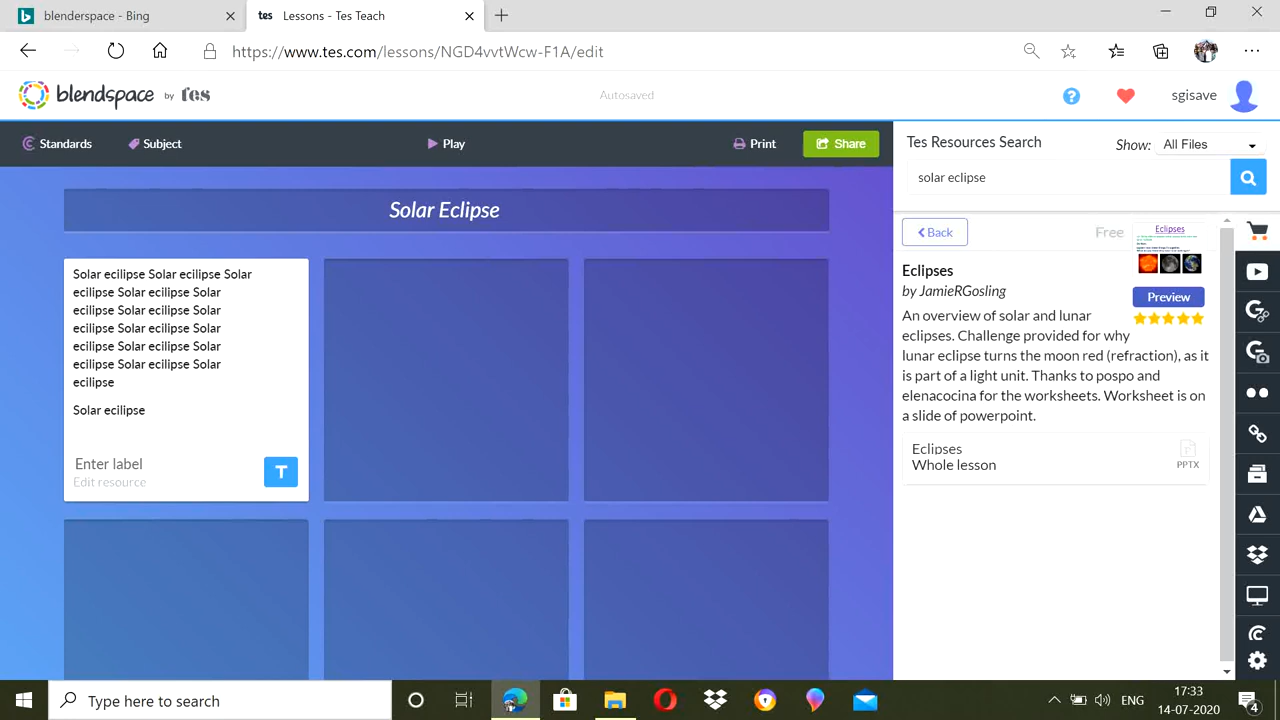 blenderspace - Bing
tes Lessons - Tes Teach
https://www.tes.com/lessons/NGD4vvtWcw-F1A/edit
blendspace by tes
Autosaved
sgisave
Standards
Subject
Play
Print
Share
Tes Resources Search
Show: All Files
solar eclipse
Solar Eclipse
Back
Free
Eclipses
Eclipses
by JamieRGosling
Preview
An overview of solar and lunar
eclipses. Challenge provided for why
lunar eclipse turns the moon red (refraction), as it
is part of a light unit. Thanks to pospo and
elenacocina for the worksheets. Worksheet is on
a slide of powerpoint.
Eclipses
Whole lesson
PPTX
Solar ecilipse Solar ecilipse Solar
ecilipse Solar ecilipse Solar
ecilipse Solar ecilipse Solar
ecilipse Solar ecilipse Solar
ecilipse Solar ecilipse Solar
ecilipse Solar ecilipse Solar
ecilipse
Solar ecilipse
Enter label
Edit resource
T
Type here to search
ENG
17:33
14-07-2020
4